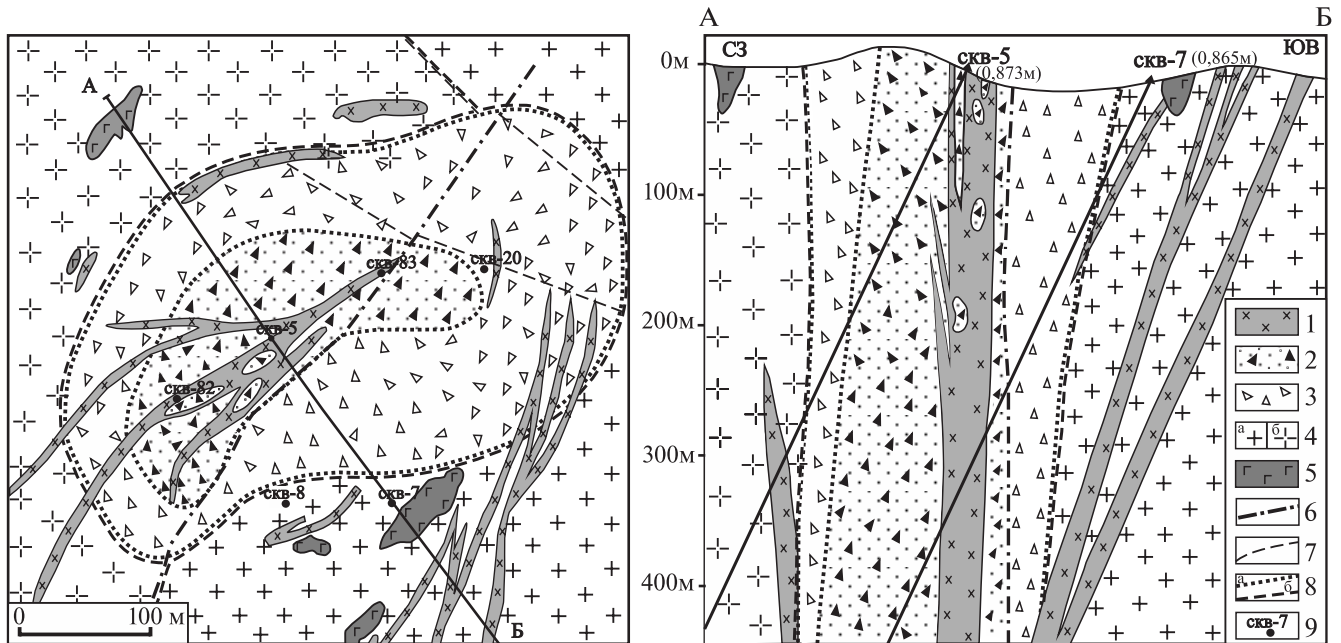 А
скв-83
скв-20
скв-5
скв-82
скв-8
скв-7
0 100 м
Б
А Б
СЗ ЮВ
0м
скв-5
(0,873м)
скв-7 (0,865м)
100м
200м
300м
400м
1
2
3
а б 4
5
6
7
а б 8
скв-7 9